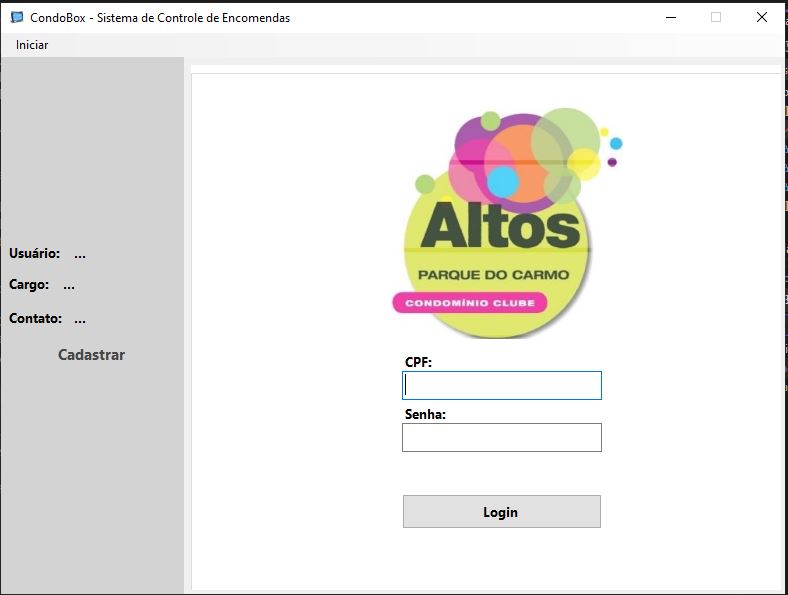 CondoBox - Sistema de Controle de Encomendas
Iniciar
Usuário: ...
Cargo: ...
Contato: ...
Cadastrar
Altos
PARQUE DO CARMO
CONDOMÍNIO CLUBE
CPF:
Senha:
Login